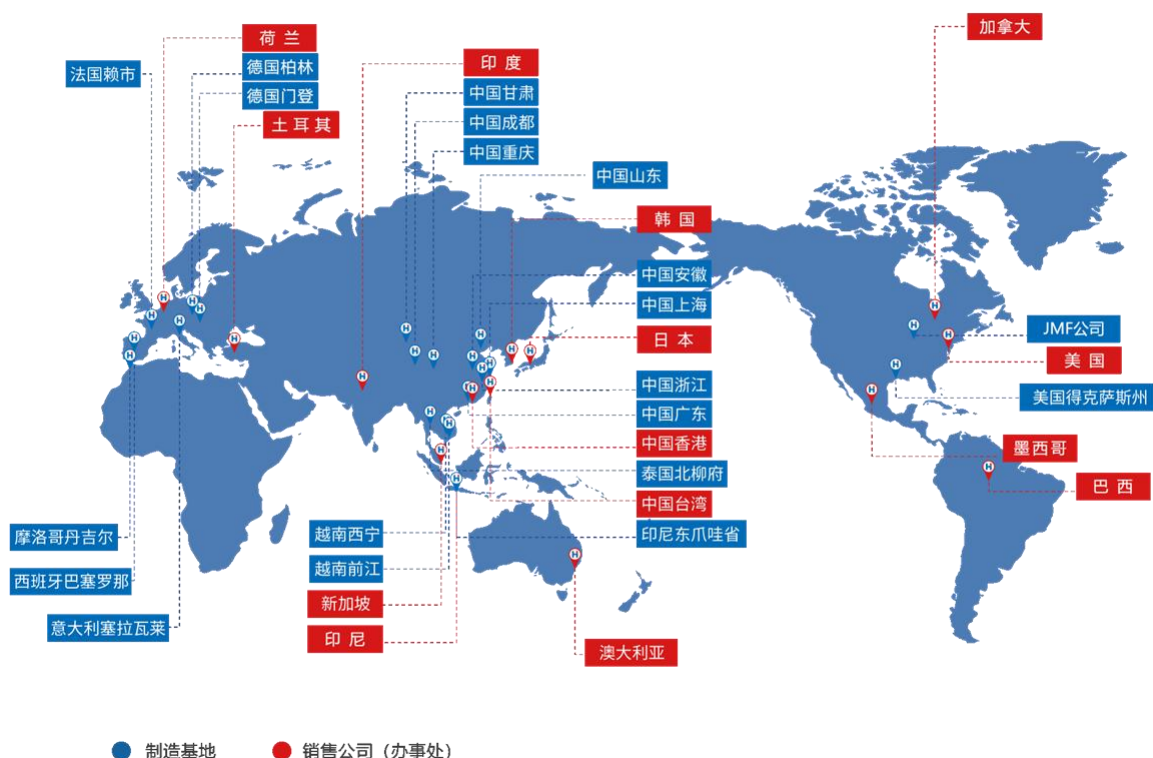 加拿大
荷兰
印度
法国赖市
德国柏林
德国门登
中国甘肃
土耳其
中国成都
中国重庆
中国山东
韩国
中国安徽
中国上海
JMF公司
日本
美国
中国浙江
美国得克萨斯州
中国广东
中国香港
墨西哥
泰国北柳府
巴西
中国台湾
摩洛哥丹吉尔
越南西宁
印尼东爪哇省
西班牙巴塞罗那
越南前江
新加坡
意大利塞拉瓦莱
印尼
澳大利亚
制造基地
销售公司（办事处）